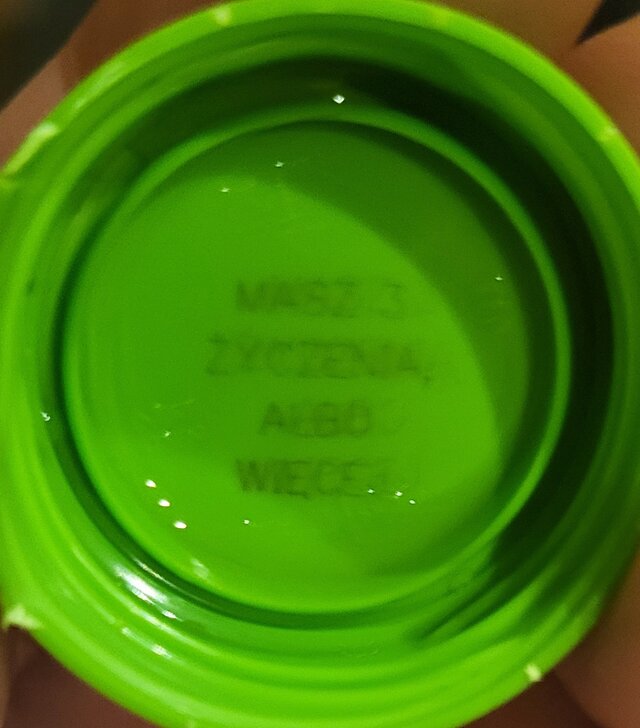 MASZ 3
ŻYCZENIA,
ALBO
WIĘCEJ